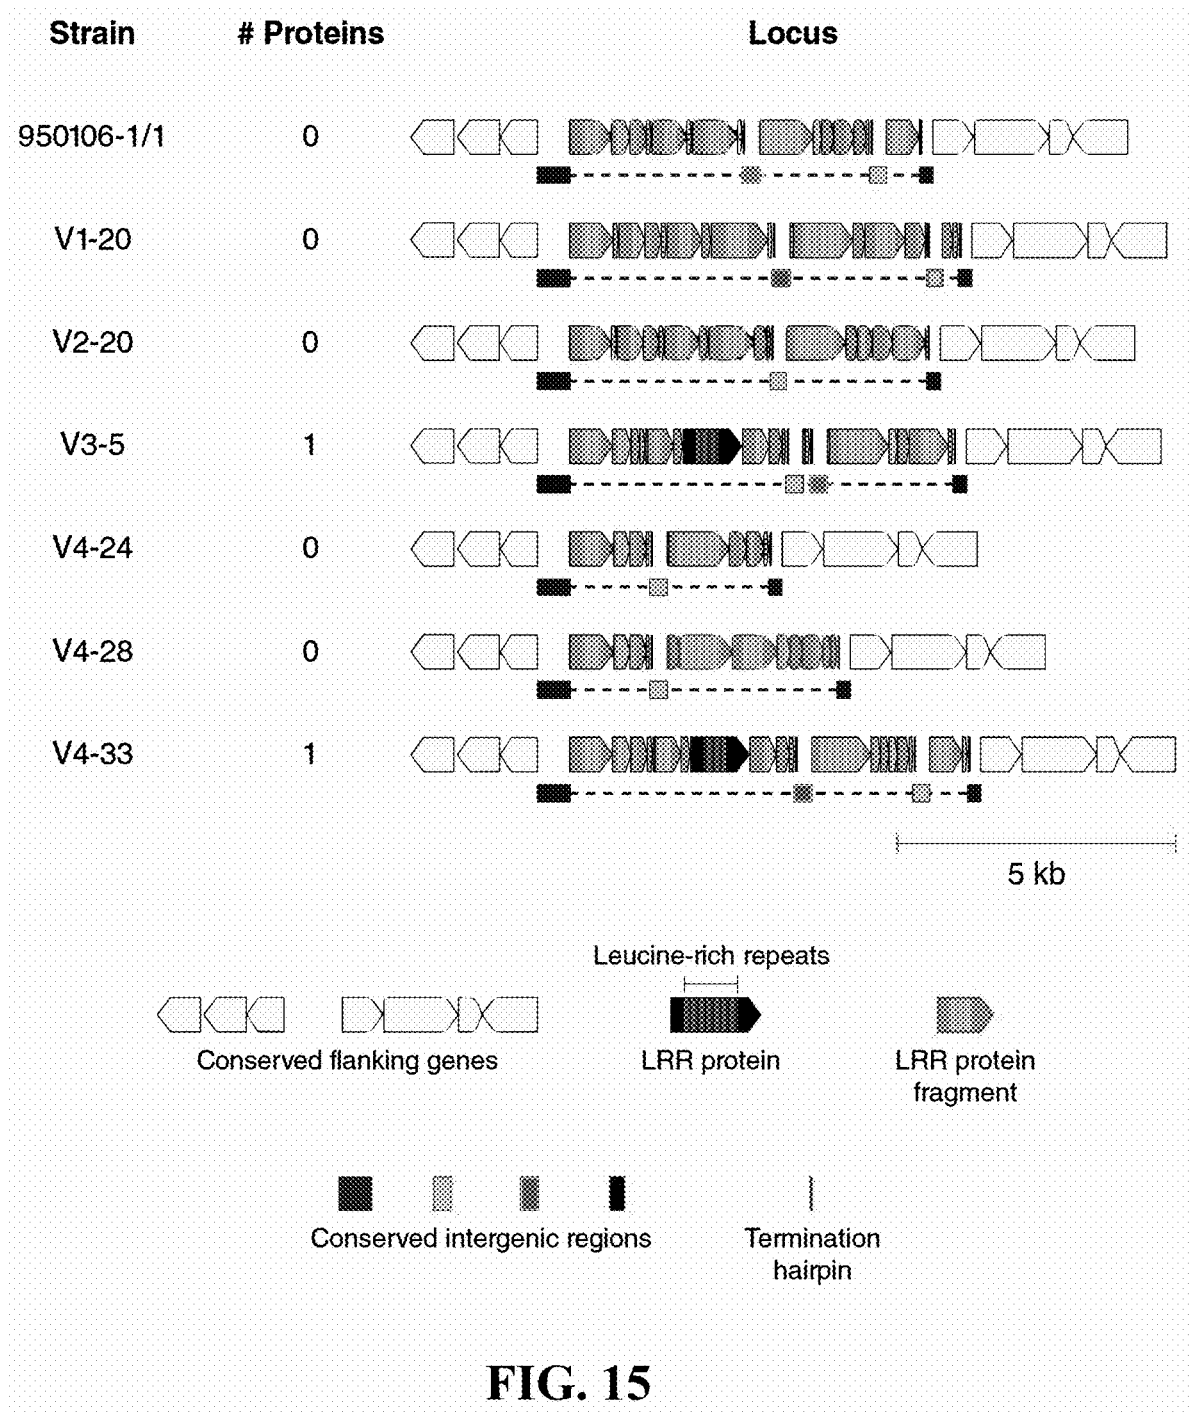 Strain # Proteins Locus
950106-1/1 0
V1-20 0
V2-20 0
V3-5 1
V4-24 0
V4-28 0
V4-33 1
5 kb
Leucine-rich repeats
Conserved flanking genes LRR protein LRR protein
fragment
Conserved intergenic regions Termination
hairpin
FIG. 15